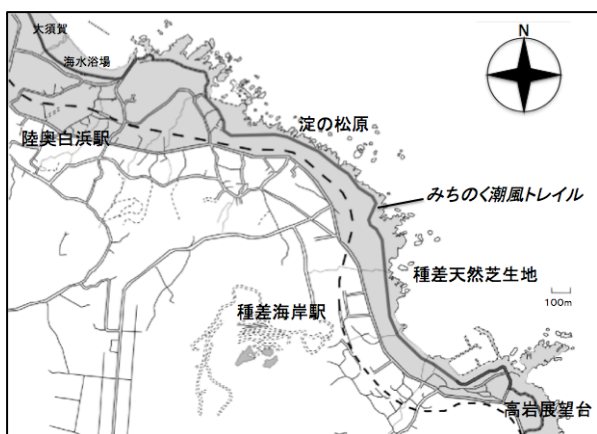 大須賀
海水浴場
N
淀の松原
陸奥白浜駅
みちのく潮風トレイル
種差天然芝生地
100m
種差海岸駅
高岩展望台